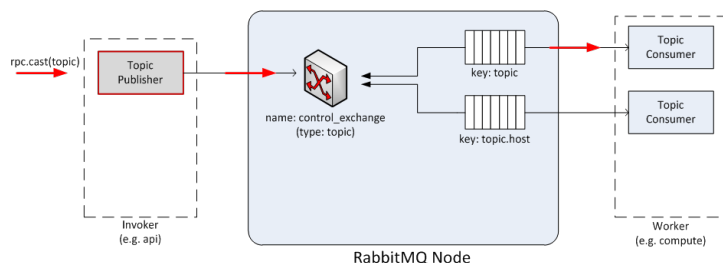 rpc.cast(topic)
Topic
Publisher
Invoker
(e.g. api)
name: control_exchange
(type: topic)
key: topic
key: topic.host
RabbitMQ Node
Topic
Consumer
Topic
Consumer
Worker
(e.g. compute)